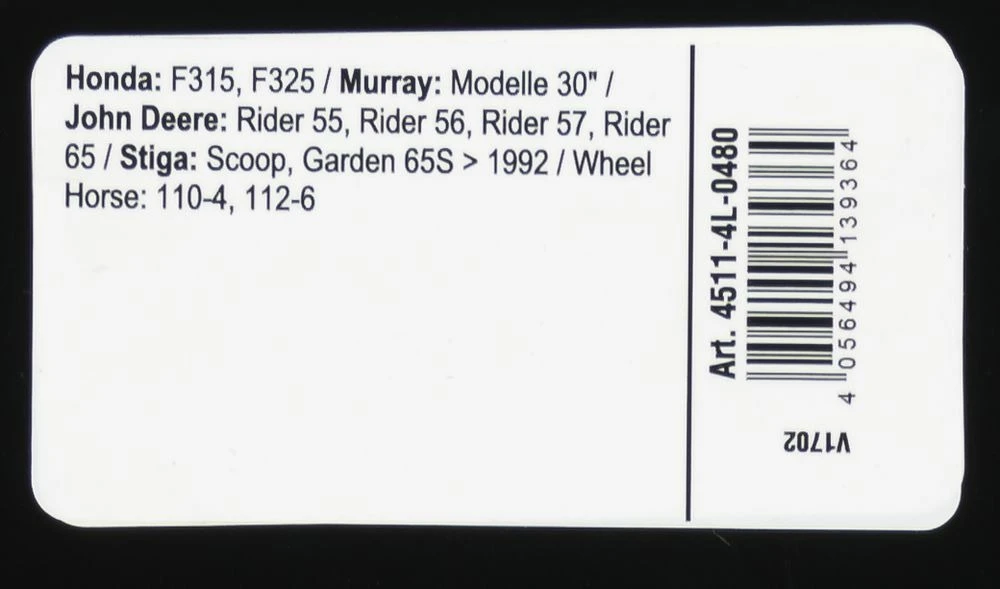 Honda: F315, F325 / Murray: Modelle 30" /
John Deere: Rider 55, Rider 56, Rider 57, Rider
65 / Stiga: Scoop, Garden 65S > 1992 / Wheel
Horse: 110-4, 112-6
Art. 4511-4L-0480
4 056494 139364
V1702